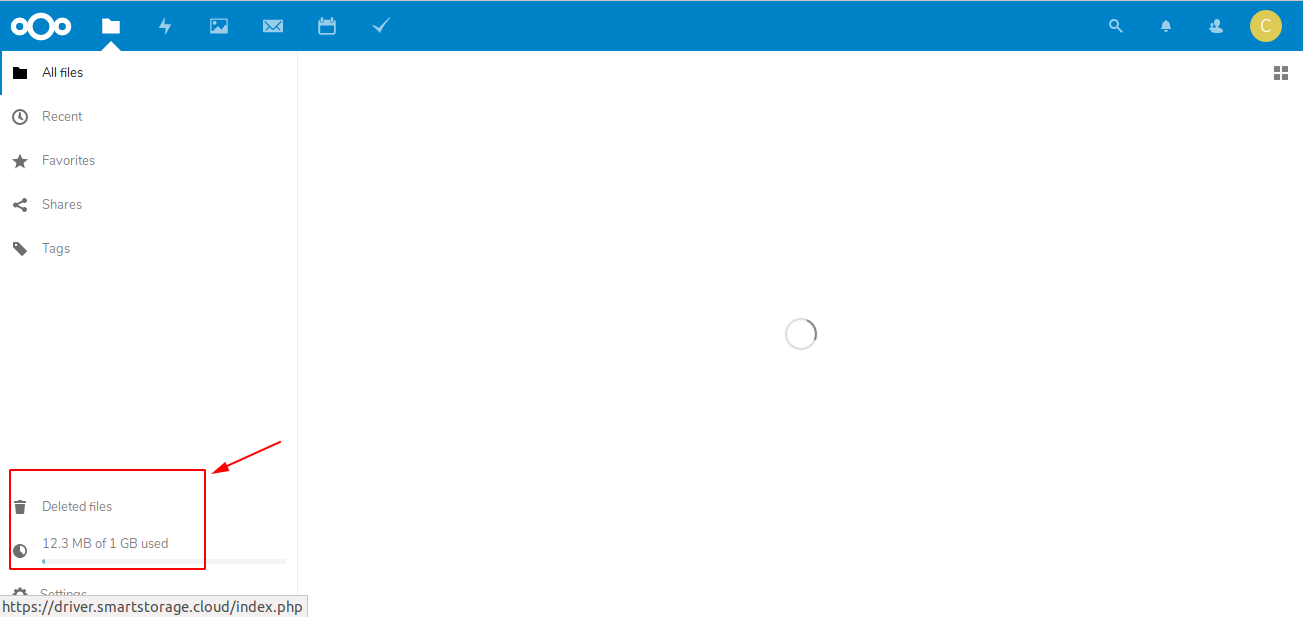 C
All files
Recent
Favorites
Shares
Tags
Deleted files
12.3 MB of 1 GB used
Settings
https://driver.smartstorage.cloud/index.php